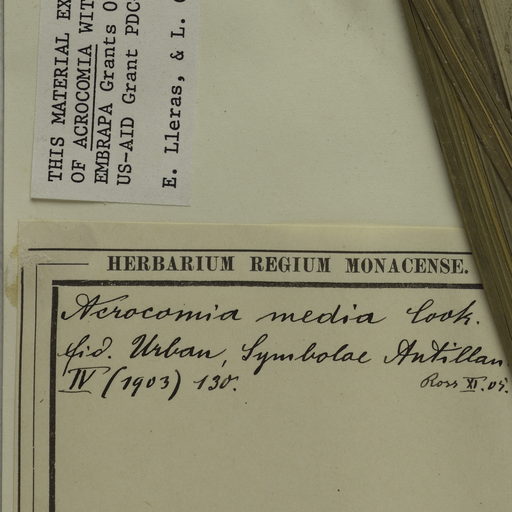 THIS MATERIAL EX
OF ACROCOMIA WIT
EMBRAPA Grants 0
US-AID Grant PDC
E. Lleras, & L.
HERBARIUM REGIUM MONACENSE.
Acrocomia media Cook.
fid. Urban, Symbolae Antillan
IV (1903) 130.
Ross XI. 05.